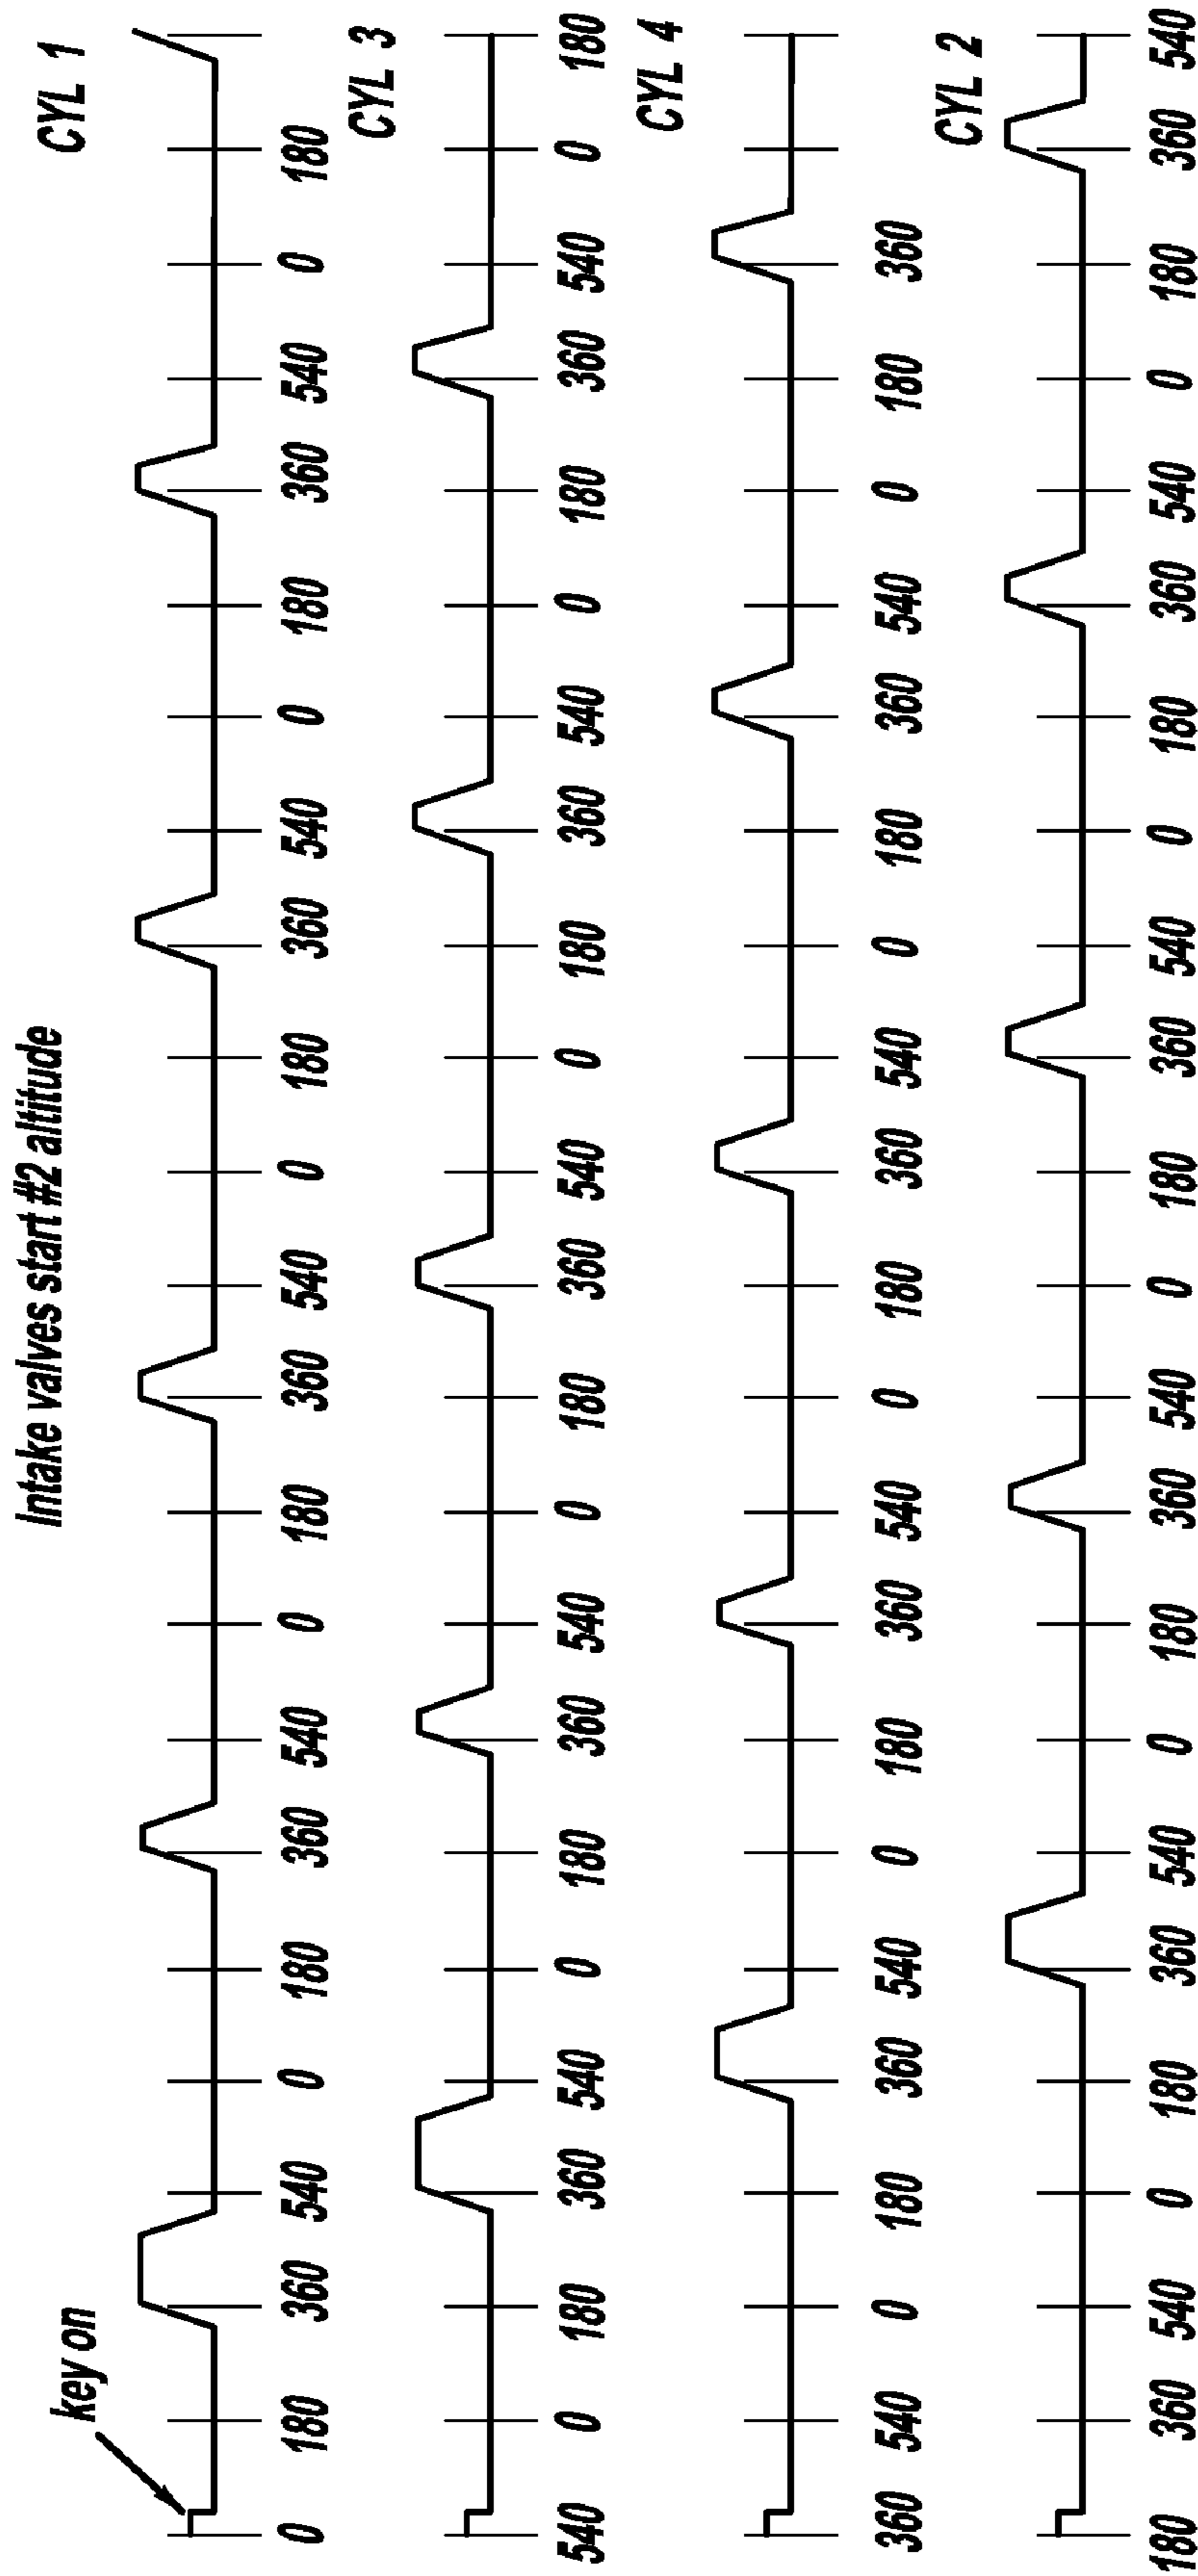 Intake valves start #2 altitude
key on
CYL 1
0 180 360 540 0 180 360 540 0 180 360 540 0 180 360 540 0 180 360 540 0 180
CYL 3
540 0 180 360 540 0 180 360 540 0 180 360 540 0 180 360 540 0 180 360 540 0 180
CYL 4
360 540 0 180 360 540 0 180 360 540 0 180 360 540 0 180 360 540 0 180 360
CYL 2
180 360 540 0 180 360 540 0 180 360 540 0 180 360 540 0 180 360 540 0 180 360 540